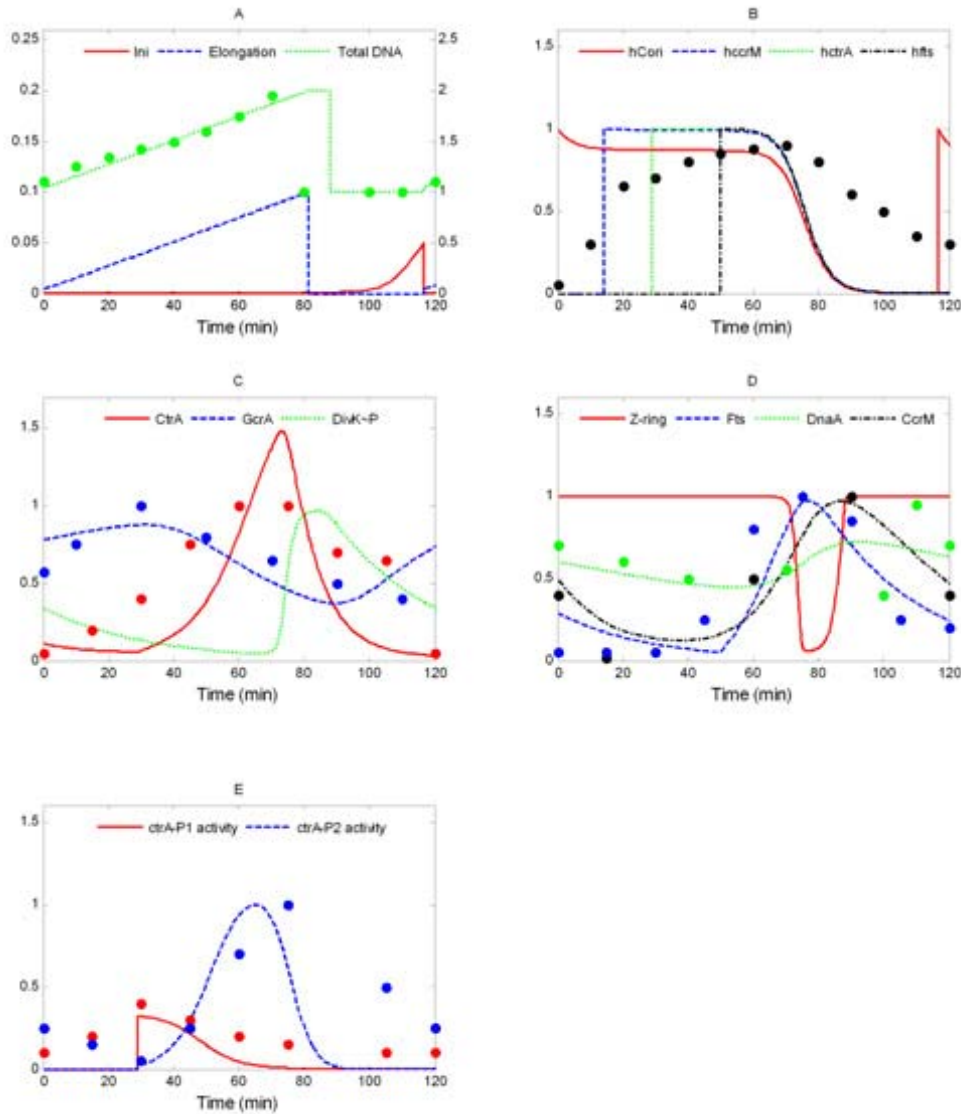 A
Ini Elongation Total DNA
0.25
0.2
0.15
0.1
0.05
0
2.5
2
1.5
1
0.5
0
0 20 40 60 80 100 120
Time (min)
B
hCori hccrM hctrA hfts
1.5
1
0.5
0
0 20 40 60 80 100 120
Time (min)
C
CtrA GcrA DivK~P
1.5
1
0.5
0
0 20 40 60 80 100 120
Time (min)
D
Z-ring Fts DnaA CcrM
1.5
1
0.5
0
0 20 40 60 80 100 120
Time (min)
E
ctrA-P1 activity ctrA-P2 activity
1.5
1
0.5
0
0 20 40 60 80 100 120
Time (min)